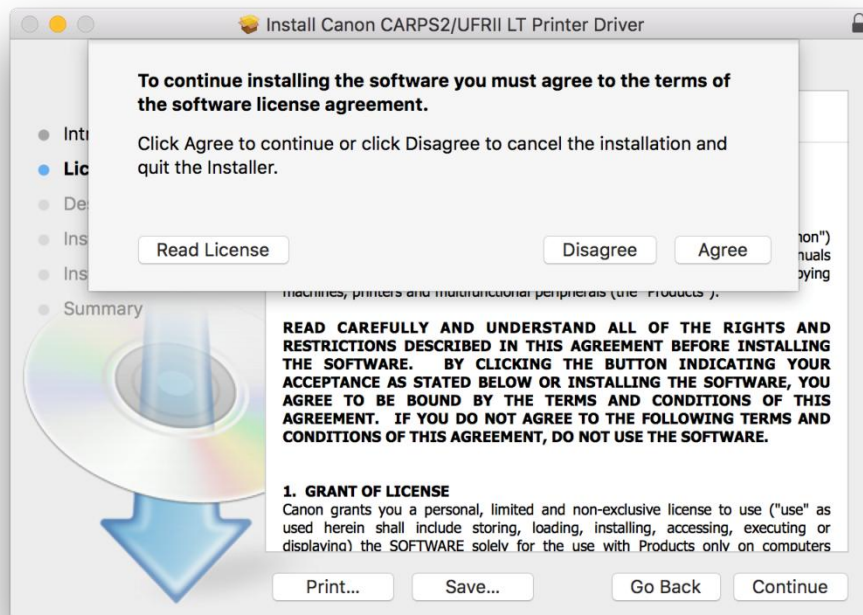 Install Canon CARPS2/UFRII LT Printer Driver
To continue installing the software you must agree to the terms of
the software license agreement.
Click Agree to continue or click Disagree to cancel the installation and
quit the Installer.
Read License
Disagree
Agree
Summary
machines, printers and multifunctional peripherals (the "Products").
READ CAREFULLY AND UNDERSTAND ALL OF THE RIGHTS AND
RESTRICTIONS DESCRIBED IN THIS AGREEMENT BEFORE INSTALLING
THE SOFTWARE. BY CLICKING THE BUTTON INDICATING YOUR
ACCEPTANCE AS STATED BELOW OR INSTALLING THE SOFTWARE, YOU
AGREE TO BE BOUND BY THE TERMS AND CONDITIONS OF THIS
AGREEMENT. IF YOU DO NOT AGREE TO THE FOLLOWING TERMS AND
CONDITIONS OF THIS AGREEMENT, DO NOT USE THE SOFTWARE.
1. GRANT OF LICENSE
Canon grants you a personal, limited and non-exclusive license to use ("use" as
used herein shall include storing, loading, installing, accessing, executing or
displaying) the SOFTWARE solely for the use with Products only on computers
Print...
Save...
Go Back
Continue